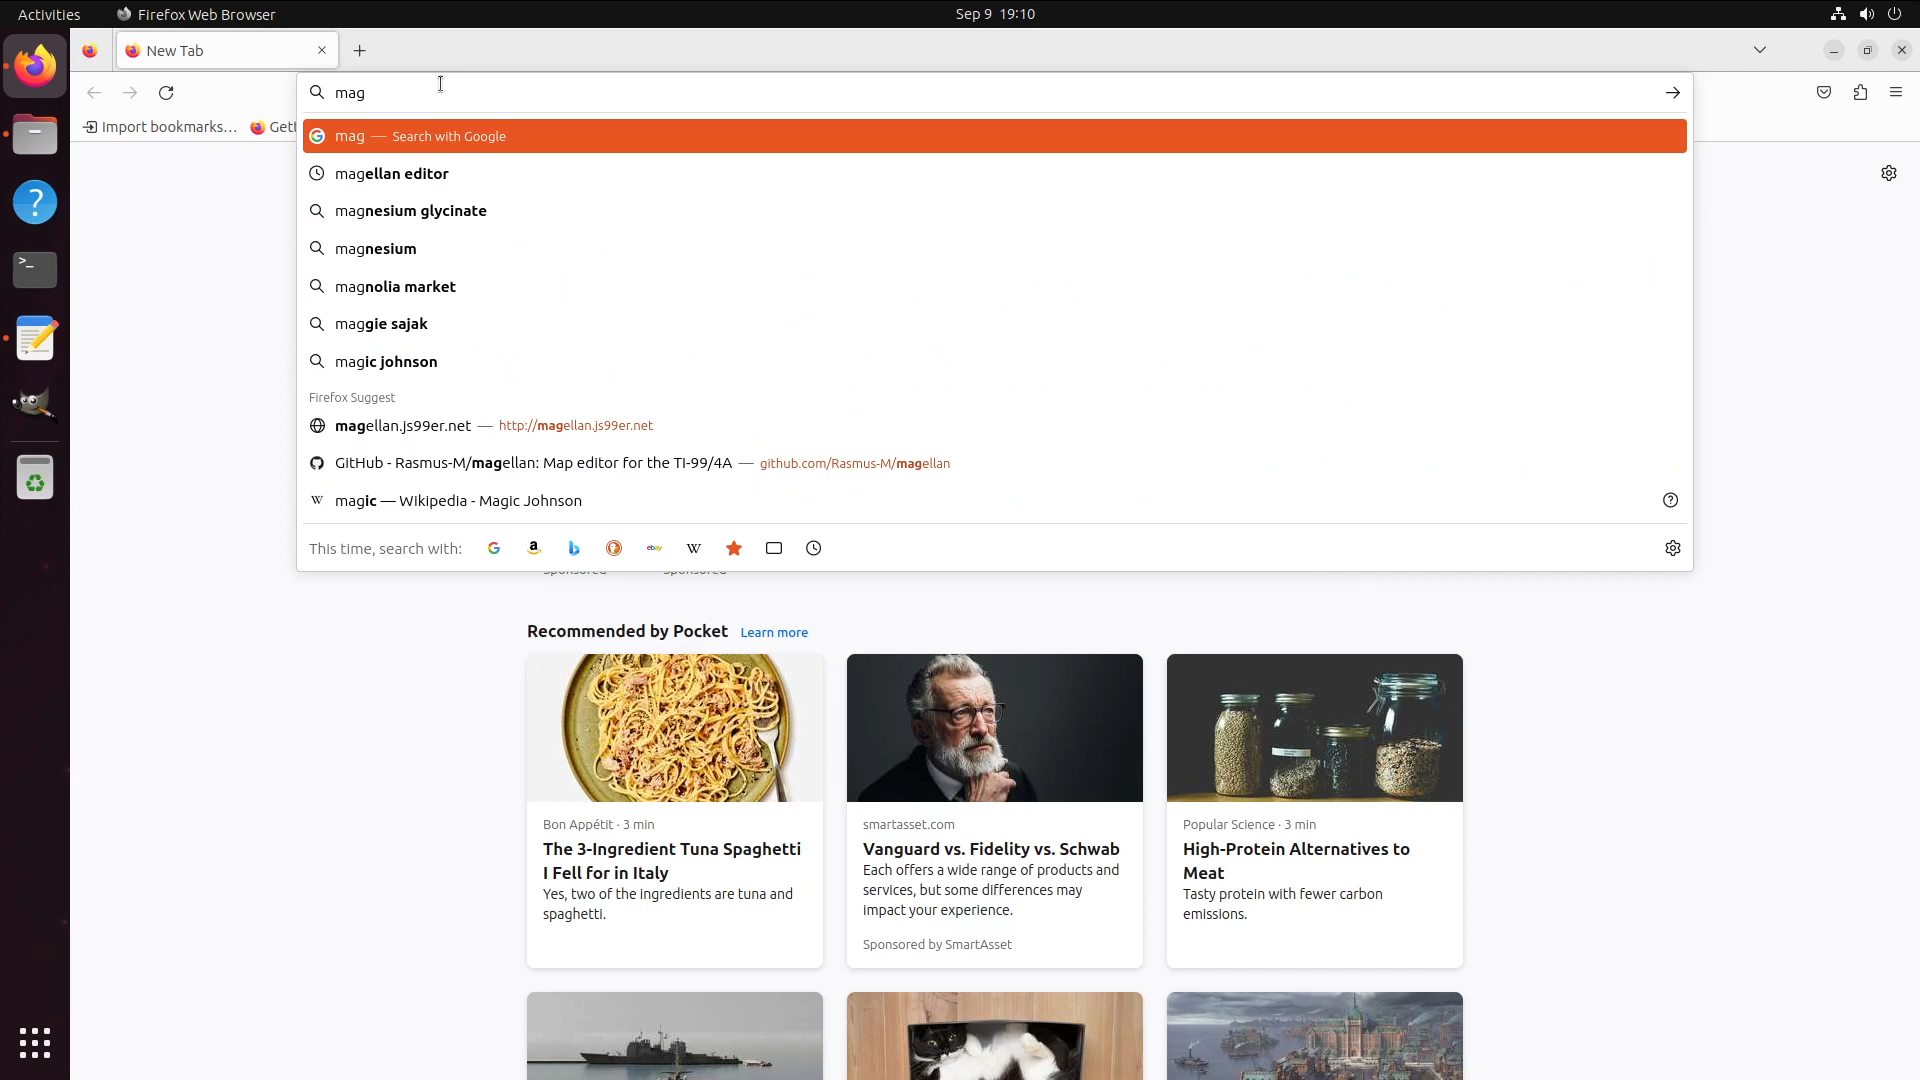 Activities
Firefox Web Browser
Sep 9 19:10
New Tab
mag
Import bookmarks...
Gett
mag — Search with Google
magellan editor
magnesium glycinate
magnesium
magnolia market
maggie sajak
magic johnson
Firefox Suggest
magellan.js99er.net — http://magellan.js99er.net
GitHub - Rasmus-M/magellan: Map editor for the TI-99/4A — github.com/Rasmus-M/magellan
W magic — Wikipedia - Magic Johnson
This time, search with:
G a b ebay W
Sponsored Sponsored
Recommended by Pocket Learn more
Bon Appétit · 3 min
The 3-Ingredient Tuna Spaghetti
I Fell for in Italy
Yes, two of the ingredients are tuna and
spaghetti.
smartasset.com
Vanguard vs. Fidelity vs. Schwab
Each offers a wide range of products and
services, but some differences may
impact your experience.
Sponsored by SmartAsset
Popular Science · 3 min
High-Protein Alternatives to
Meat
Tasty protein with fewer carbon
emissions.